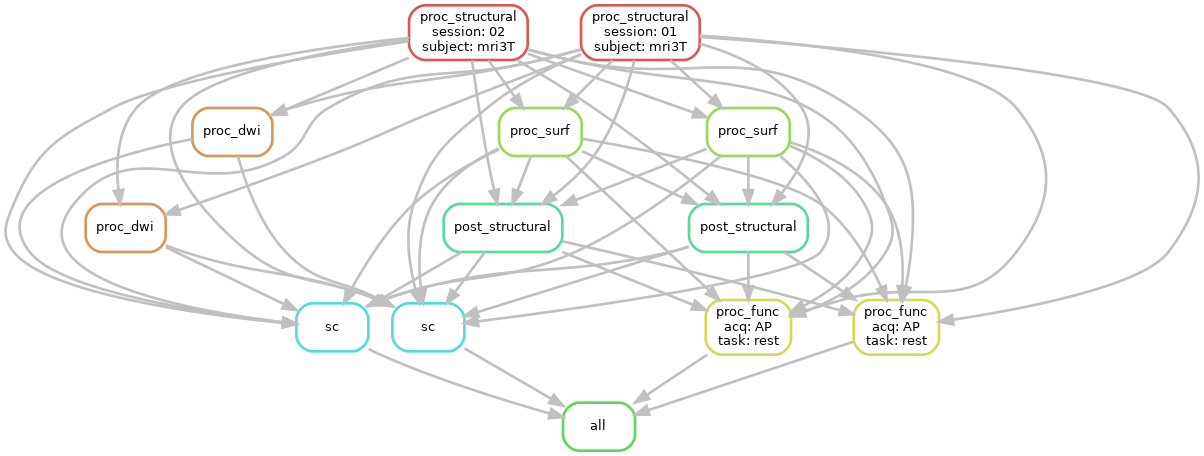 proc_structural
session: 02
subject: mri3T
proc_structural
session: 01
subject: mri3T
proc_dwi
proc_surf
proc_surf
proc_dwi
post_structural
post_structural
sc
sc
proc_func
acq: AP
task: rest
proc_func
acq: AP
task: rest
all